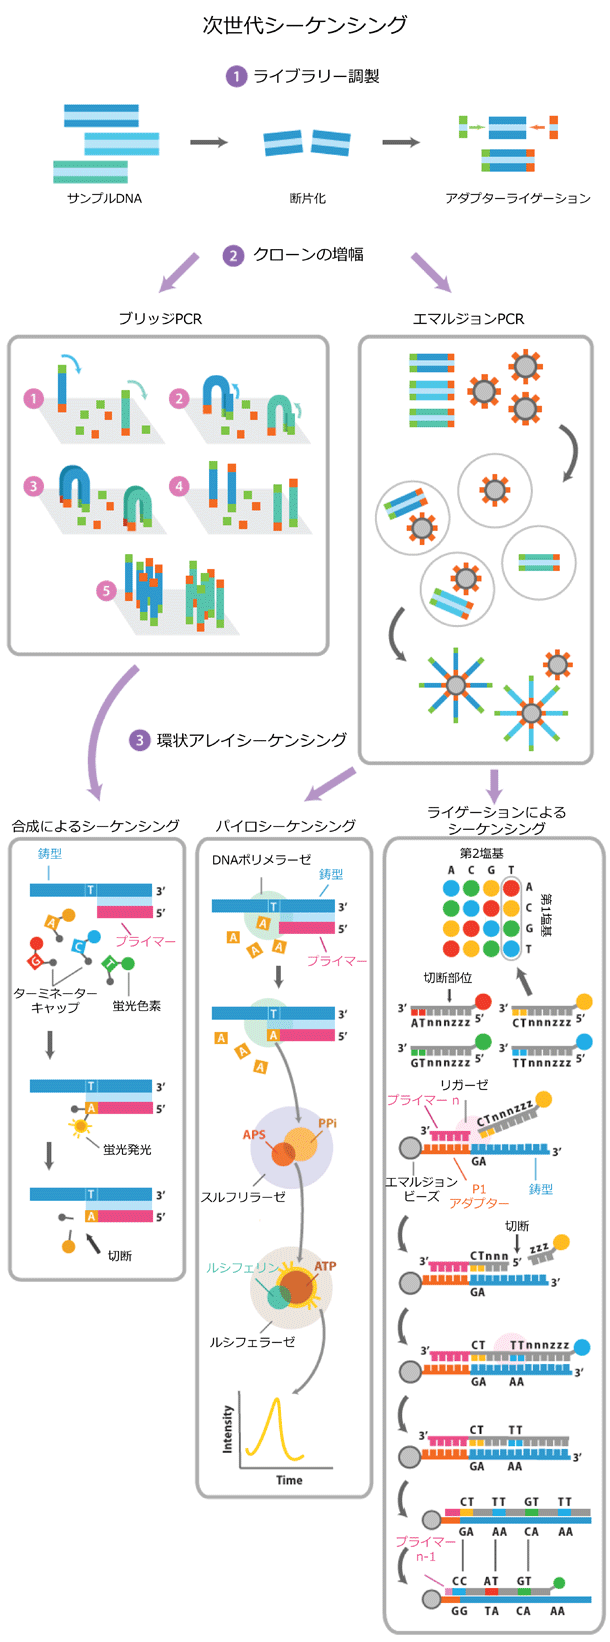 次世代シーケンシング
1 ライブラリー調製
サンプルDNA
断片化
アダプターライゲーション
2 クローンの増幅
ブリッジPCR
1
2
3
4
5
エマルジョンPCR
3 環状アレイシーケンシング
合成によるシーケンシング
鋳型
T
3’
5’
プライマー
A
C
G
T
ターミネーター
キャップ
蛍光色素
T
3’
A
5’
蛍光発光
T
3’
A
5’
切断
パイロシーケンシング
DNAポリメラーゼ
鋳型
T
3’
A
5’
A A A
プライマー
T
3’
A
5’
A
A
A
APS
PPi
スルフリラーゼ
ルシフェリン
ATP
ルシフェラーゼ
Intensity
Time
ライゲーションによる
シーケンシング
第2塩基
A C G T
第1塩基
A
C
G
T
切断部位
3’
ATnnnzzz 5’
3’
CTnnnzzz 5’
3’
GTnnnzzz 5’
3’
TTnnnzzz 5’
リガーゼ
プライマー n
CTnnnzzz
3’
GA
エマルジョン
ビーズ
P1
アダプター
鋳型
切断
3’
CTnnn
5’
zzz
3’
GA
3’
CT
TTnnnzzz
3’
GA AA
3’
CT TT
3’
GA AA
CT TT GT TT
GA AA CA AA
プライマー
n-1
CC AT GT
GG TA CA AA